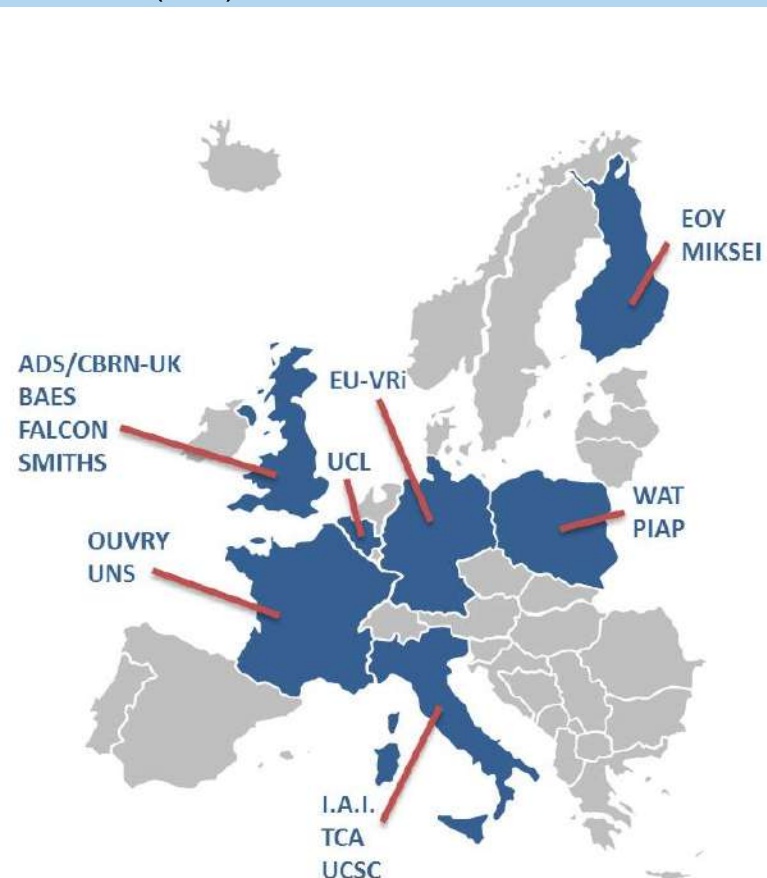 EOY
MIKSEI
ADS/CBRN-UK
BAES
FALCON
SMITHS
EU-VRi
UCL
WAT
PIAP
OUVRY
UNS
I.A.I.
TCA
UCSC